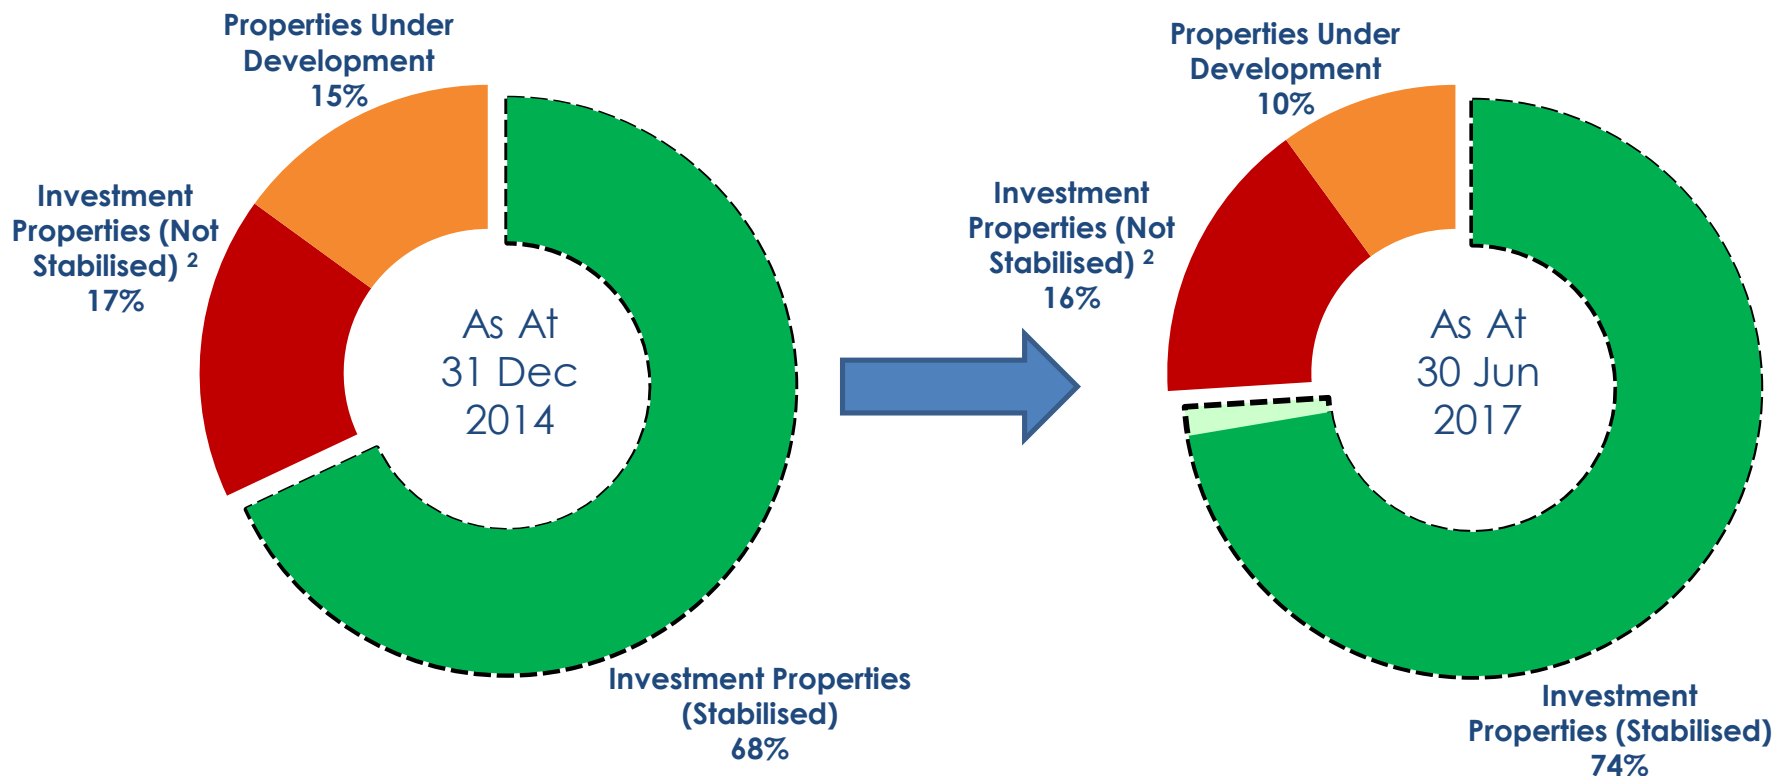 Properties Under
Development
15%
Investment
Properties (Not
Stabilised) 2
17%
As At
31 Dec
2014
Investment Properties
(Stabilised)
68%
Properties Under
Development
10%
Investment
Properties (Not
Stabilised) 2
16%
As At
30 Jun
2017
Investment
Properties (Stabilised)
74%